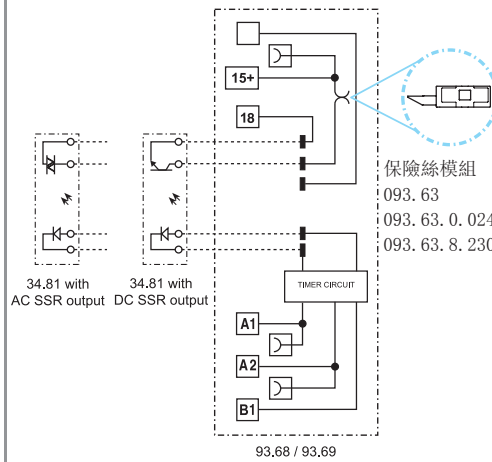 15+
18
保險絲模組
093.63
093.63.0.024
093.63.8.230
34.81 with
AC SSR output
34.81 with
DC SSR output
TIMER CIRCUIT
A1
A2
B1
93.68 / 93.69